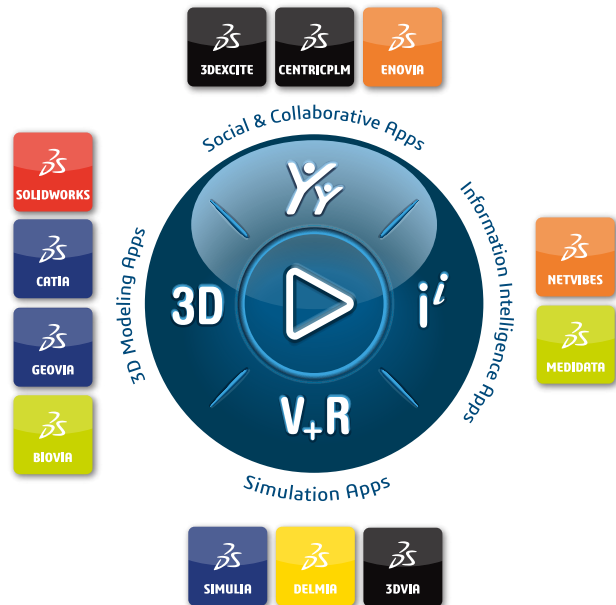 3DEXCITE
CENTRICPLM
ENOVIA
Social & Collaborative Apps
SOLIDWORKS
CATIA
GEOVIA
BIOVIA
3D Modeling Apps
3D
i i
V+R
Information Intelligence Apps
NETVIBES
MEDIDATA
Simulation Apps
SIMULIA
DELMIA
3DVIA